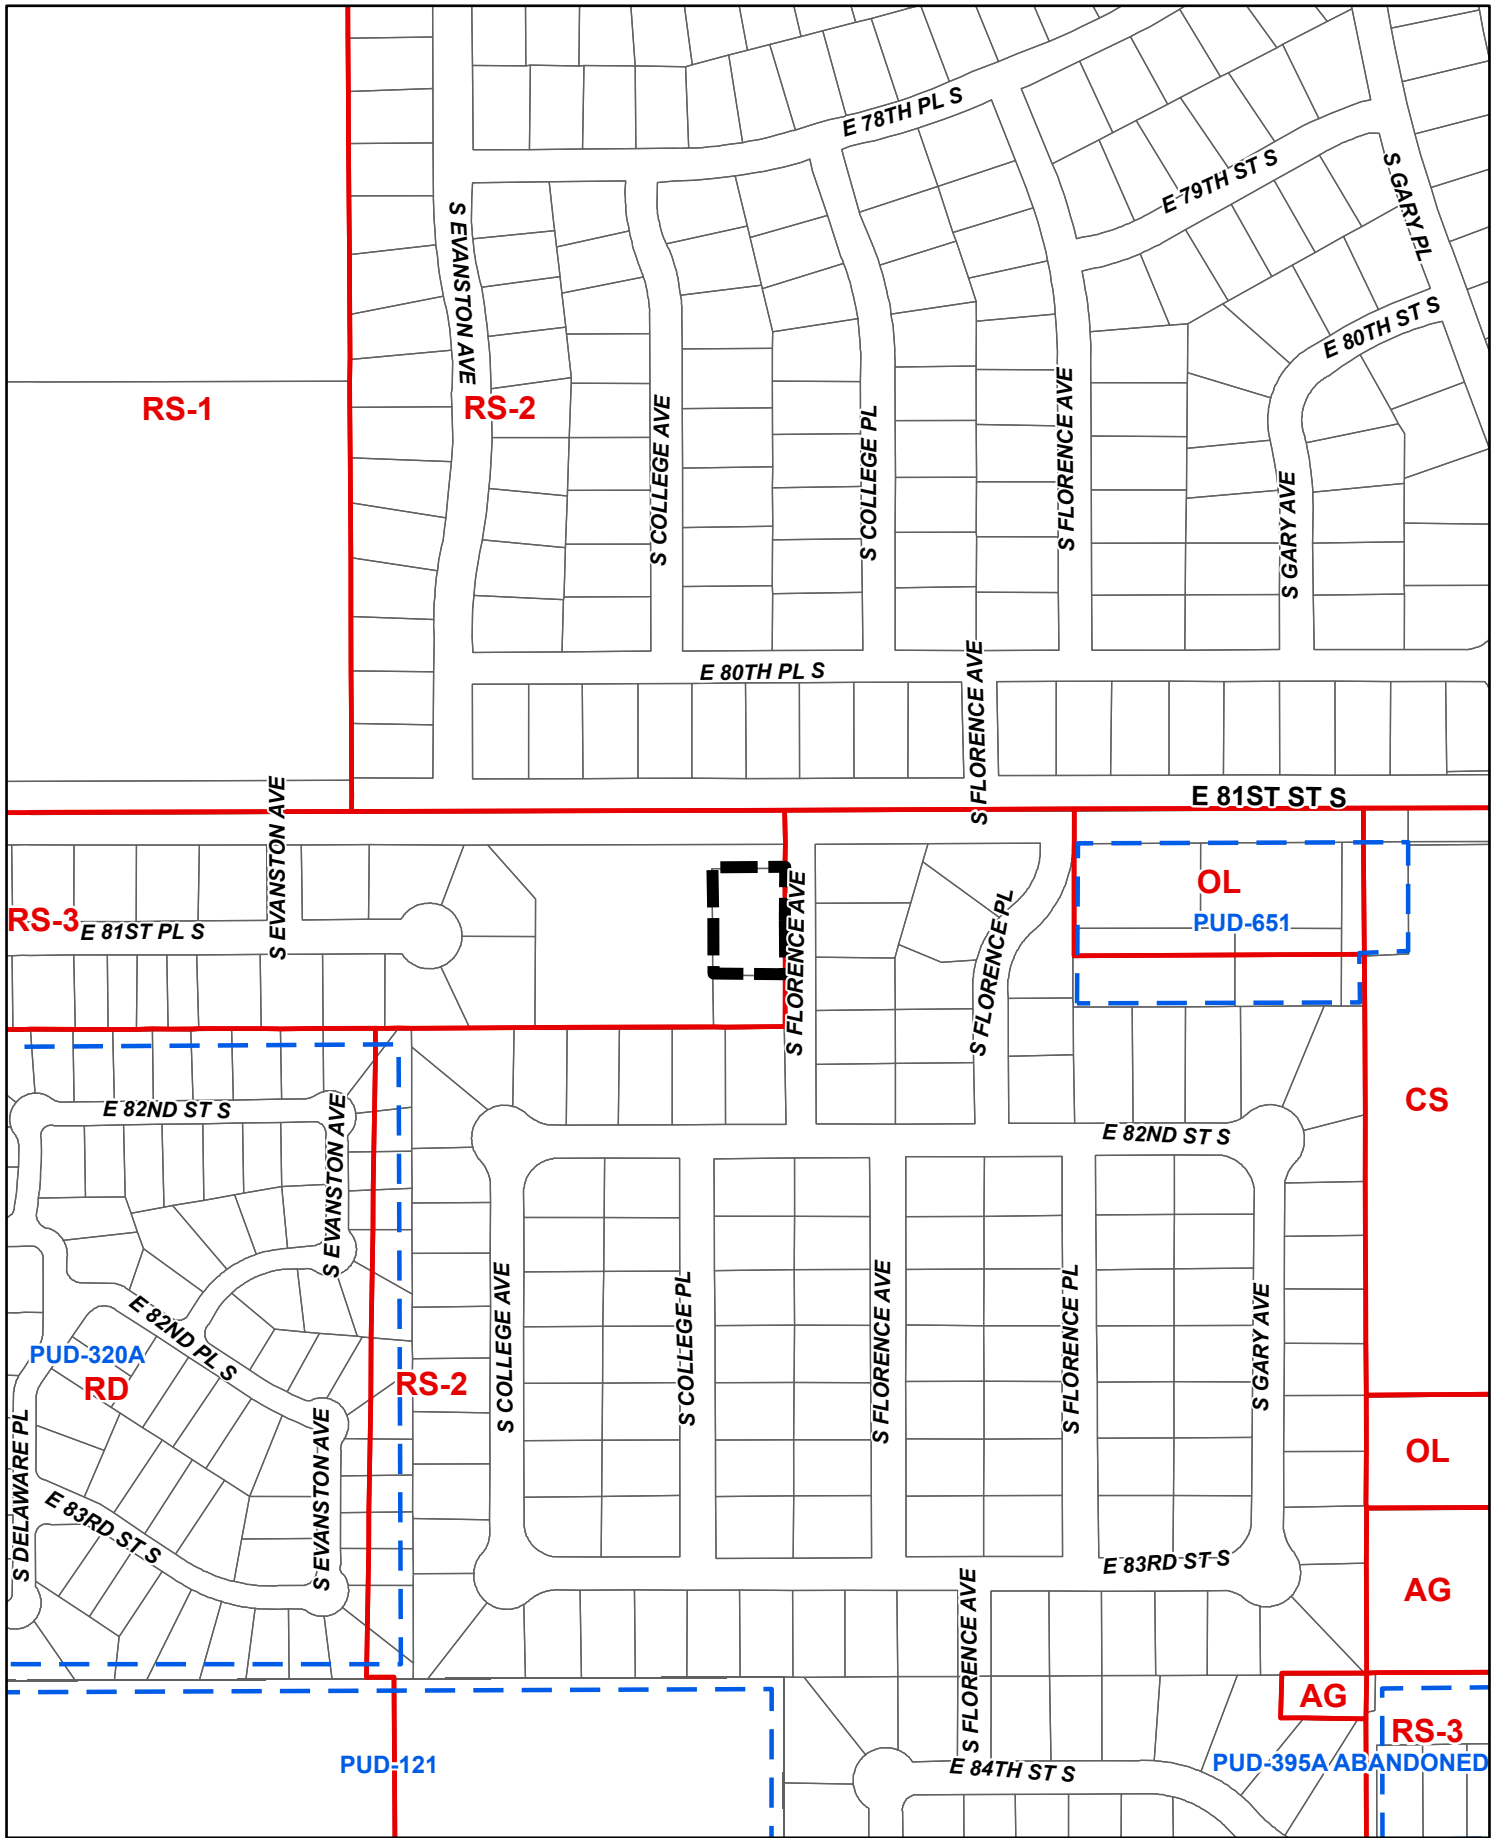 E 78TH PL S
E 79TH ST S
S GARY PL
S EVANSTON AVE
E 80TH ST S
RS-1
RS-2
S COLLEGE AVE
S COLLEGE PL
S FLORENCE AVE
S GARY AVE
E 80TH PL S
S FLORENCE AVE
E 81ST ST S
S EVANSTON AVE
RS-3
E 81ST PL S
S FLORENCE AVE
S FLORENCE PL
OL
PUD-651
CS
E 82ND ST S
S EVANSTON AVE
E 82ND ST S
E 82ND PL S
PUD-320A
RD
RS-2
S COLLEGE AVE
S COLLEGE PL
S FLORENCE AVE
S FLORENCE PL
S GARY AVE
S DELAWARE PL
E 83RD ST S
S EVANSTON AVE
OL
E 83RD ST S
AG
S FLORENCE AVE
AG
RS-3
PUD-121
E 84TH ST S
PUD-395A ABANDONED